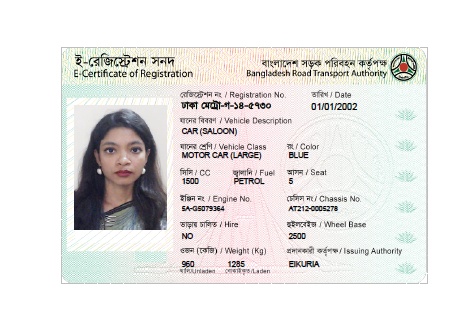 ই-রেজিস্ট্রেশন সনদ
E-Certificate of Registration
বাংলাদেশ সড়ক পরিবহন কর্তৃপক্ষ
Bangladesh Road Transport Authority
রেজিস্ট্রেশন নং / Registration No. তারিখ / Date
ঢাকা মেট্রো-গ-১৪-৫৭৩০ 01/01/2002
যানের বিবরণ / Vehicle Description
CAR (SALOON)
যানের শ্রেণি / Vehicle Class রং / Color
MOTOR CAR (LARGE) BLUE
সিসি / CC জ্বালানি / Fuel আসন / Seat
1500 PETROL 5
ইঞ্জিন নং / Engine No. চেসিস নং / Chassis No.
5A-G5079364 AT212-0005278
ভাড়ায় চালিত / Hire হুইলবেইজ / Wheel Base
NO 2500
ওজন (কেজি) / Weight (Kg) প্রদানকারী কর্তৃপক্ষ / Issuing Authority
960 1285 EIKURIA
খালি/Unladen বোঝাইকৃত/Laden